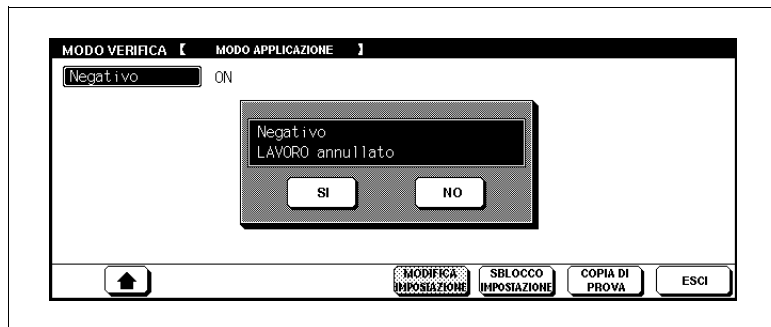 MODO VERIFICA 【 MODO APPLICAZIONE 】
Negativo ON
Negativo
LAVORO annullato
SI NO
MODIFICA IMPOSTAZIONE
SBLOCCO IMPOSTAZIONE
COPIA DI PROVA
ESCI